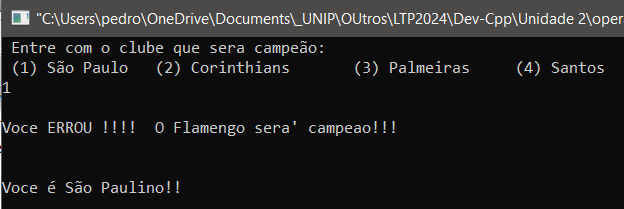 "C:\Users\pedro\OneDrive\Documents\_UNIP\OUtros\LTP2024\Dev-Cpp\Unidade 2\oper
Entre com o clube que sera campeão:
(1) São Paulo (2) Corinthians (3) Palmeiras (4) Santos
1
Voce ERROU !!!! O Flamengo sera' campeao!!!
Voce é São Paulino!!